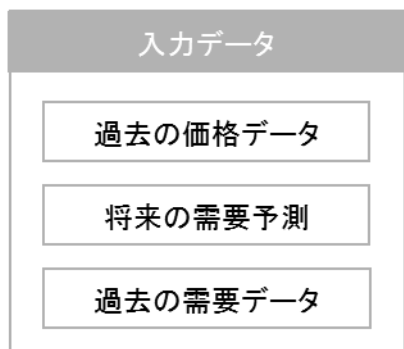 入力データ
過去の価格データ
将来の需要予測
過去の需要データ